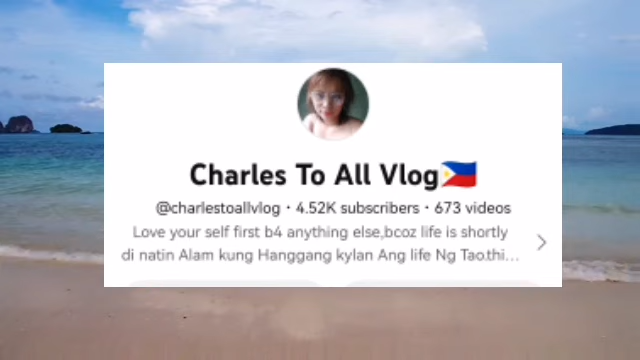 Charles To All Vlog🇵🇭
@charlestoallvlog • 4.52K subscribers • 673 videos
Love your self first b4 anything else,bcoz life is shortly
di natin Alam kung Hanggang kylan Ang life Ng Tao.thi...